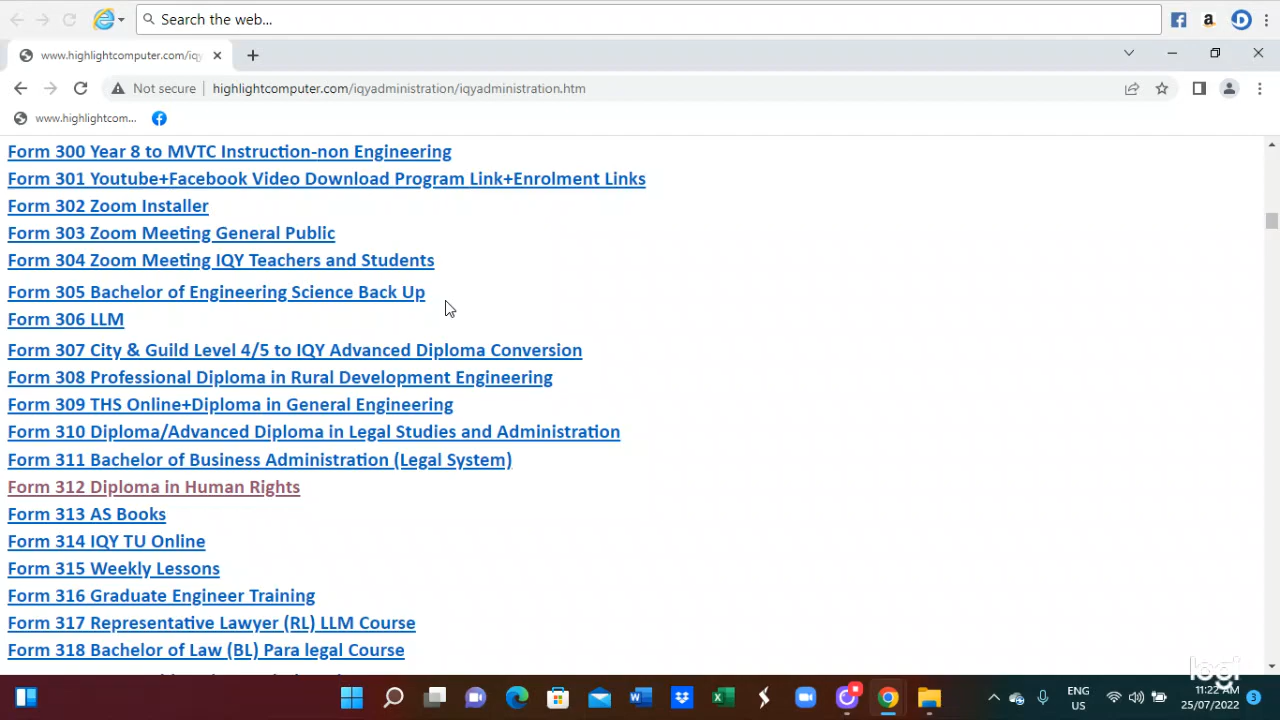 Search the web...
www.highlightcomputer.com/iqy
Not secure highlightcomputer.com/iqyadministration/iqyadministration.htm
www.highlightcom...
Form 300 Year 8 to MVTC Instruction-non Engineering
Form 301 Youtube+Facebook Video Download Program Link+Enrolment Links
Form 302 Zoom Installer
Form 303 Zoom Meeting General Public
Form 304 Zoom Meeting IQY Teachers and Students
Form 305 Bachelor of Engineering Science Back Up
Form 306 LLM
Form 307 City & Guild Level 4/5 to IQY Advanced Diploma Conversion
Form 308 Professional Diploma in Rural Development Engineering
Form 309 THS Online+Diploma in General Engineering
Form 310 Diploma/Advanced Diploma in Legal Studies and Administration
Form 311 Bachelor of Business Administration (Legal System)
Form 312 Diploma in Human Rights
Form 313 AS Books
Form 314 IQY TU Online
Form 315 Weekly Lessons
Form 316 Graduate Engineer Training
Form 317 Representative Lawyer (RL) LLM Course
Form 318 Bachelor of Law (BL) Para legal Course
ENG
US
11:22 AM
25/07/2022
3